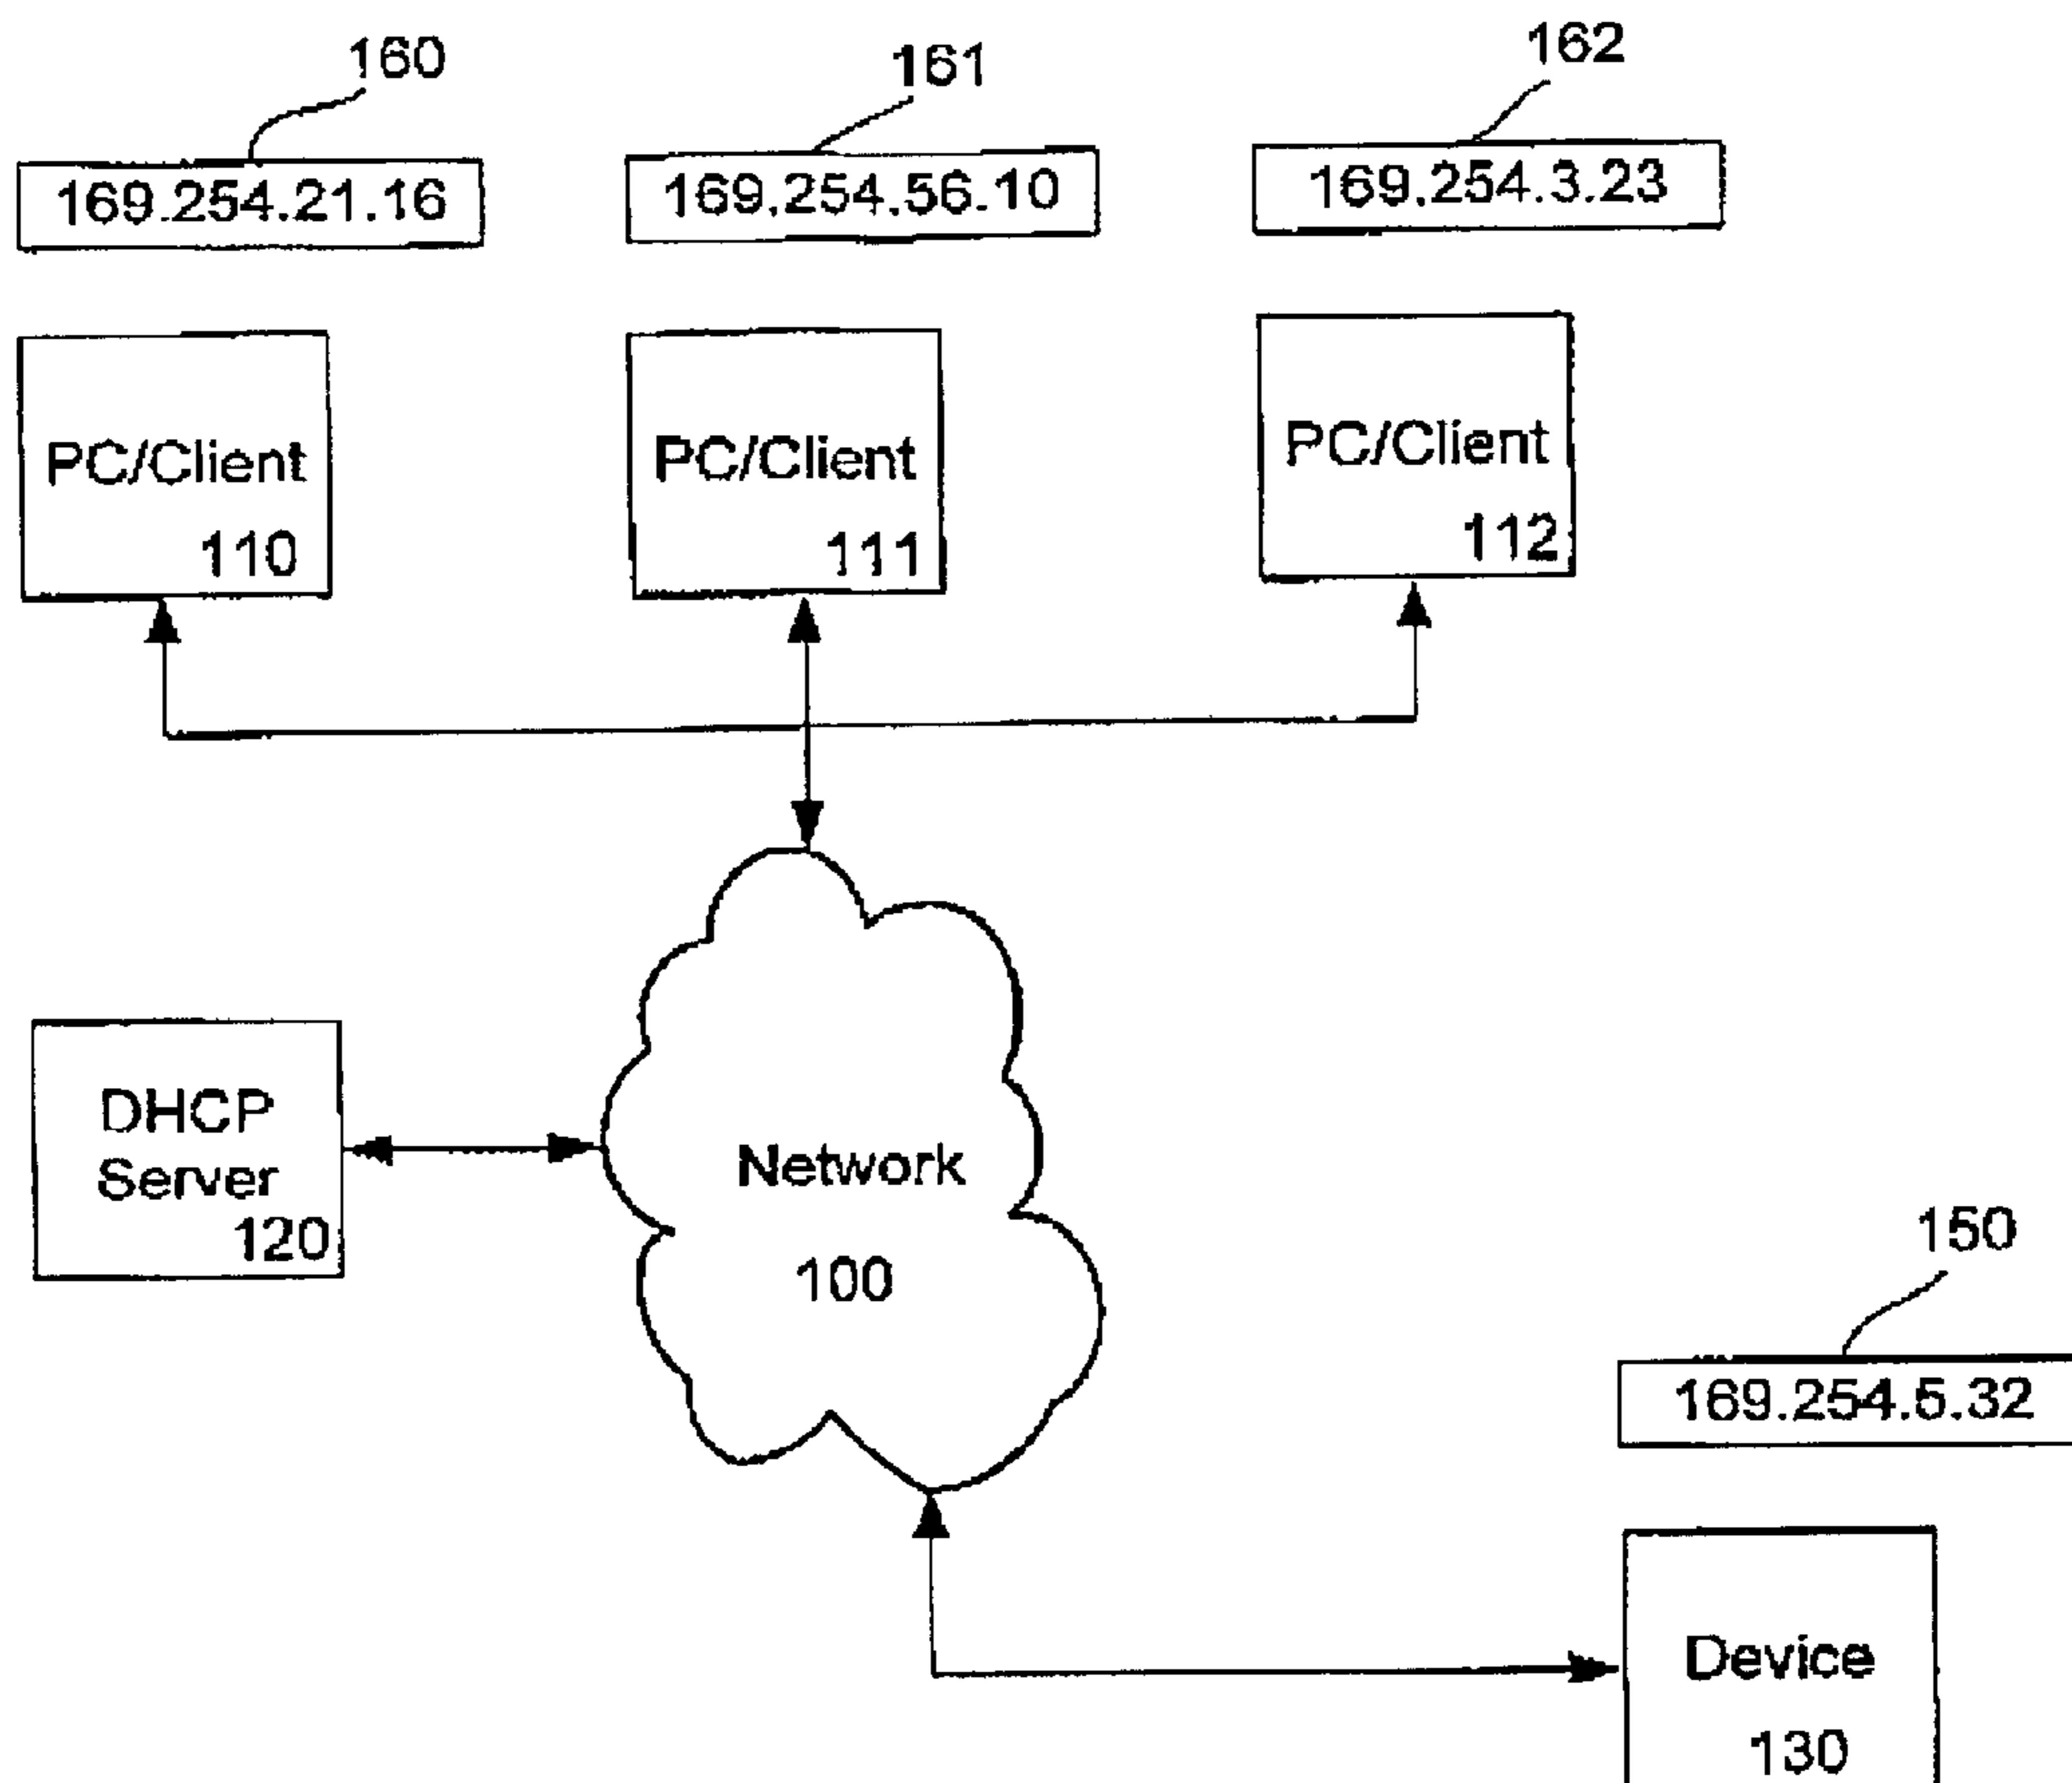 160
161
162
169.254.21.16
169.254.56.10
169.254.3.23
PC/Client
110
PC/Client
111
PC/Client
112
DHCP
Server
120
Network
100
150
169.254.5.32
Device
130